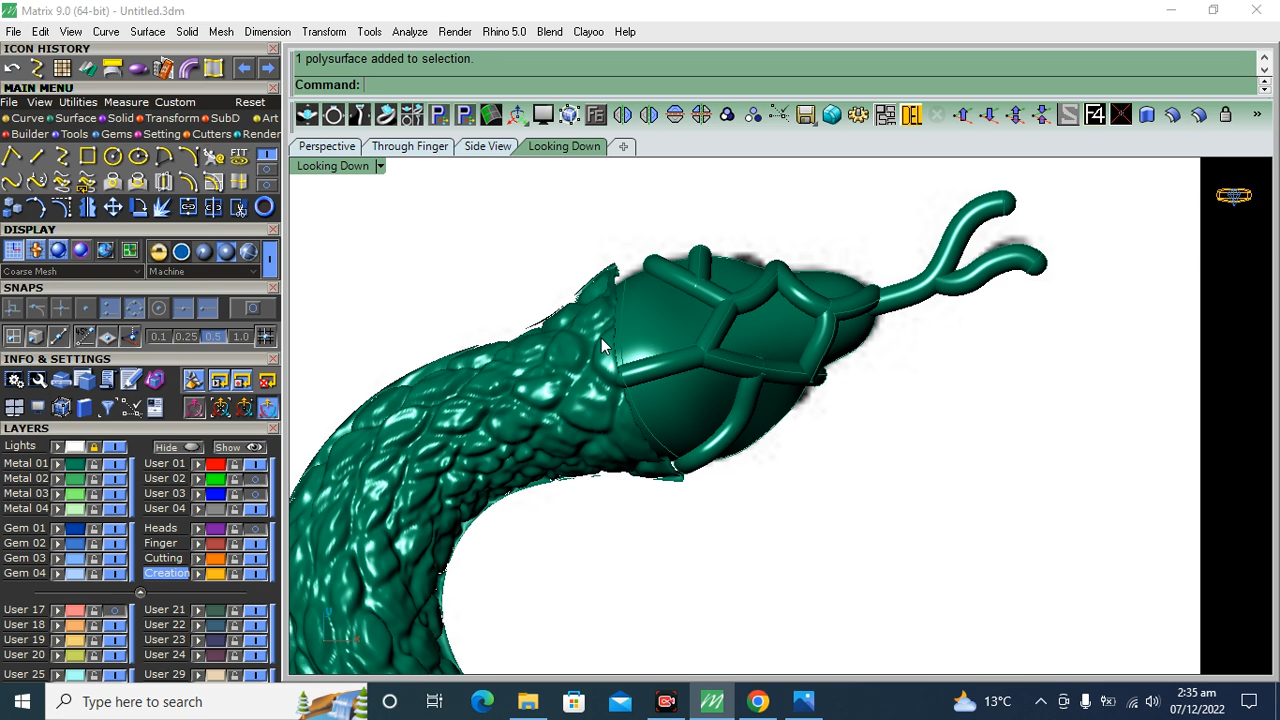 Matrix 9.0 (64-bit) - Untitled.3dm
File Edit View Curve Surface Solid Mesh Dimension Transform Tools Analyze Render Rhino 5.0 Blend Clayoo Help
ICON HISTORY
1 polysurface added to selection.
Command:
MAIN MENU
File View Utilities Measure Custom Reset
Curve Surface Solid Transform SubD Art
Builder Tools Gems Setting Cutters Render
FIT
P P FE DEL S F4 »
Perspective Through Finger Side View Looking Down
Looking Down
DISPLAY
Coarse Mesh Machine
SNAPS
0.1 0.25 0.5 1.0
INFO & SETTINGS
LAYERS
Lights Hide Show
Metal 01 User 01
Metal 02 User 02
Metal 03 User 03
Metal 04 User 04
Gem 01 Heads
Gem 02 Finger
Gem 03 Cutting
Gem 04 Creation
User 17 User 21
User 18 User 22
User 19 User 23
User 20 User 24
User 25 User 29
y
x
Type here to search
13°C
2:35 am
07/12/2022